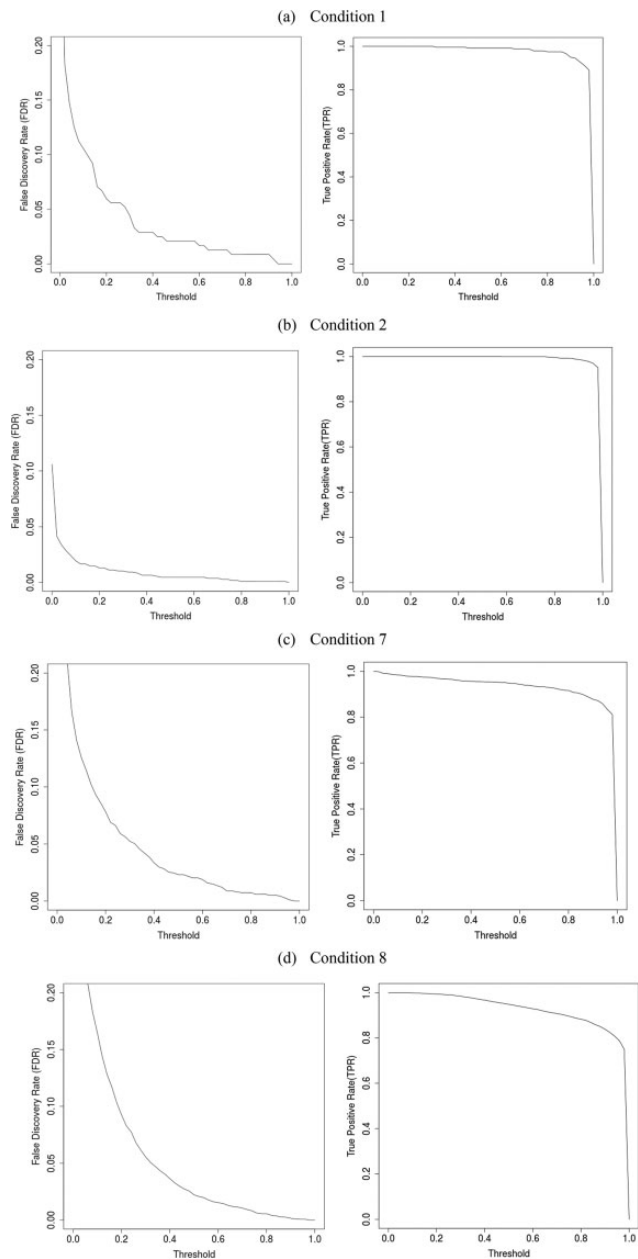 (a) Condition 1
False Discovery Rate (FDR)
0.00 0.05 0.10 0.15 0.20
0.0 0.2 0.4 0.6 0.8 1.0
Threshold
True Positive Rate(TPR)
0.0 0.2 0.4 0.6 0.8 1.0
0.0 0.2 0.4 0.6 0.8 1.0
Threshold
(b) Condition 2
False Discovery Rate (FDR)
0.00 0.05 0.10 0.15 0.20
0.0 0.2 0.4 0.6 0.8 1.0
Threshold
True Positive Rate(TPR)
0.0 0.2 0.4 0.6 0.8 1.0
0.0 0.2 0.4 0.6 0.8 1.0
Threshold
(c) Condition 7
False Discovery Rate (FDR)
0.00 0.05 0.10 0.15 0.20
0.0 0.2 0.4 0.6 0.8 1.0
Threshold
True Positive Rate(TPR)
0.0 0.2 0.4 0.6 0.8 1.0
0.0 0.2 0.4 0.6 0.8 1.0
Threshold
(d) Condition 8
False Discovery Rate (FDR)
0.00 0.05 0.10 0.15 0.20
0.0 0.2 0.4 0.6 0.8 1.0
Threshold
True Positive Rate(TPR)
0.0 0.2 0.4 0.6 0.8 1.0
0.0 0.2 0.4 0.6 0.8 1.0
Threshold